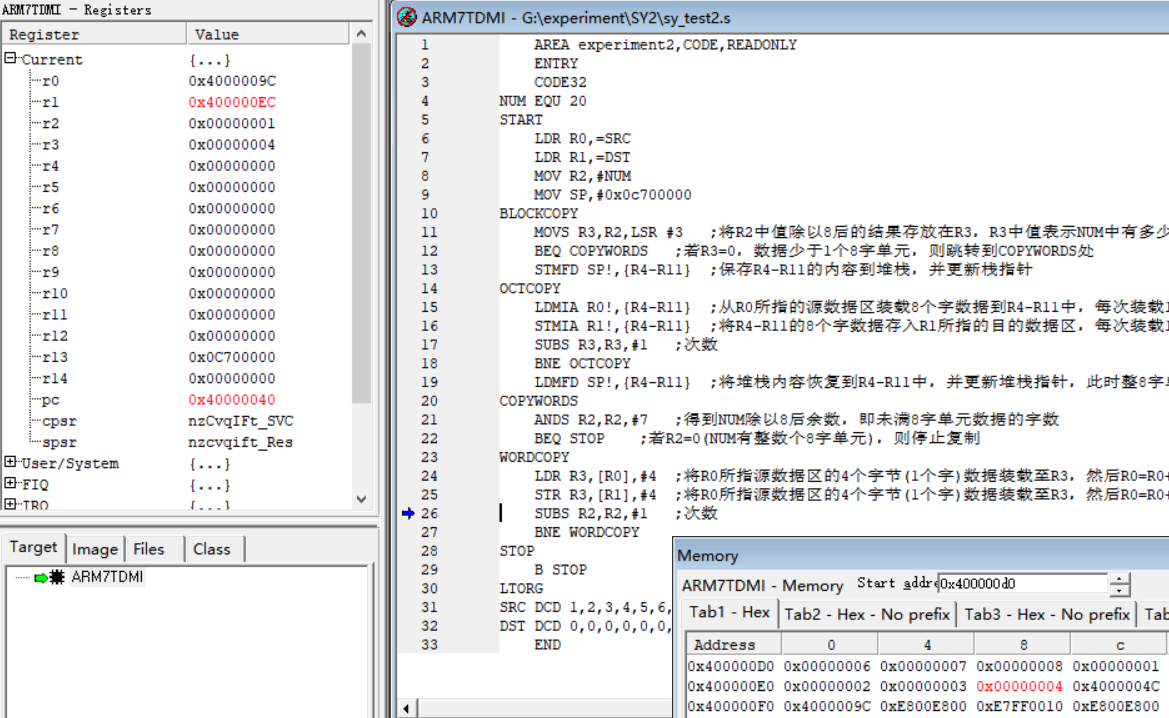 ARM7TDMI - Registers
Register Value
Current {...}
r0 0x4000009C
r1 0x400000EC
r2 0x00000001
r3 0x00000004
r4 0x00000000
r5 0x00000000
r6 0x00000000
r7 0x00000000
r8 0x00000000
r9 0x00000000
r10 0x00000000
r11 0x00000000
r12 0x00000000
r13 0x0C700000
r14 0x00000000
pc 0x40000040
cpsr nzCvqIFt_SVC
spsr nzcvqift_Res
User/System {...}
FIQ {...}
IRQ {...}
Target Image Files Class
ARM7TDMI
ARM7TDMI - G:\experiment\SY2\sy_test2.s
1 AREA experiment2,CODE,READONLY
2 ENTRY
3 CODE32
4 NUM EQU 20
5 START
6 LDR R0,=SRC
7 LDR R1,=DST
8 MOV R2,#NUM
9 MOV SP,#0x0c700000
10 BLOCKCOPY
11 MOVS R3,R2,LSR #3 ;将R2中值除以8后的结果存放在R3, R3中值表示NUM中有多少
12 BEQ COPYWORDS ;若R3=0, 数据少于1个8字单元, 则跳转到COPYWORDS处
13 STMFD SP!,{R4-R11} ;保存R4-R11的内容到堆栈, 并更新栈指针
14 OCTCOPY
15 LDMIA R0!,{R4-R11} ;从R0所指的源数据区装载8个字数据到R4-R11中, 每次装载1
16 STMIA R1!,{R4-R11} ;将R4-R11的8个字数据存入R1所指的目的数据区, 每次装载1
17 SUBS R3,R3,#1 ;次数
18 BNE OCTCOPY
19 LDMFD SP!,{R4-R11} ;将堆栈内容恢复到R4-R11中, 并更新堆栈指针, 此时整8字
20 COPYWORDS
21 ANDS R2,R2,#7 ;得到NUM除以8后余数, 即未满8字单元数据的字数
22 BEQ STOP ;若R2=0(NUM有整数个8字单元), 则停止复制
23 WORDCOPY
24 LDR R3,[R0],#4 ;将R0所指源数据区的4个字节(1个字)数据装载至R3, 然后R0=R0+
25 STR R3,[R1],#4 ;将R0所指源数据区的4个字节(1个字)数据装载至R3, 然后R0=R0+
26 SUBS R2,R2,#1 ;次数
27 BNE WORDCOPY
28 STOP
29 B STOP
30 LTORG
31 SRC DCD 1,2,3,4,5,6,
32 DST DCD 0,0,0,0,0,0,
33 END
Memory
ARM7TDMI - Memory Start addre 0x400000d0
Tab1 - Hex Tab2 - Hex - No prefix Tab3 - Hex - No prefix Tab
Address 0 4 8 c
0x400000D0 0x00000006 0x00000007 0x00000008 0x00000001
0x400000E0 0x00000002 0x00000003 0x00000004 0x4000004C
0x400000F0 0x4000009C 0xE800E800 0xE7FF0010 0xE800E800